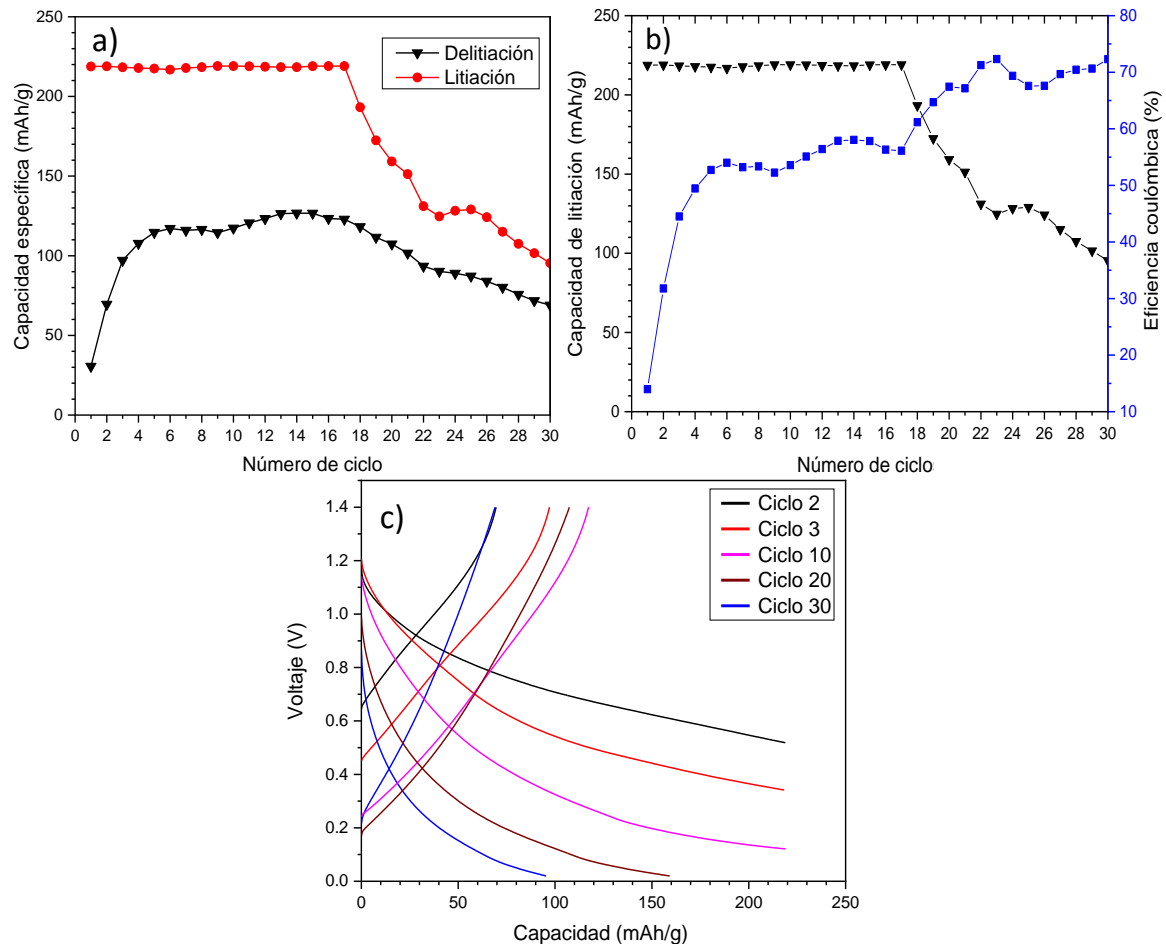 a)
Delitiación
Litiación
Capacidad específica (mAh/g)
250
200
150
100
50
0
0 2 4 6 8 10 12 14 16 18 20 22 24 26 28 30
Número de ciclo
b)
Capacidad de litiación (mAh/g)
250
200
150
100
50
0
0 2 4 6 8 10 12 14 16 18 20 22 24 26 28 30
Número de ciclo
80
70
60
50
40
30
20
10
Eficiencia coulómbica (%)
c)
Ciclo 2
Ciclo 3
Ciclo 10
Ciclo 20
Ciclo 30
Voltaje (V)
1.4
1.2
1.0
0.8
0.6
0.4
0.2
0.0
0 50 100 150 200 250
Capacidad (mAh/g)